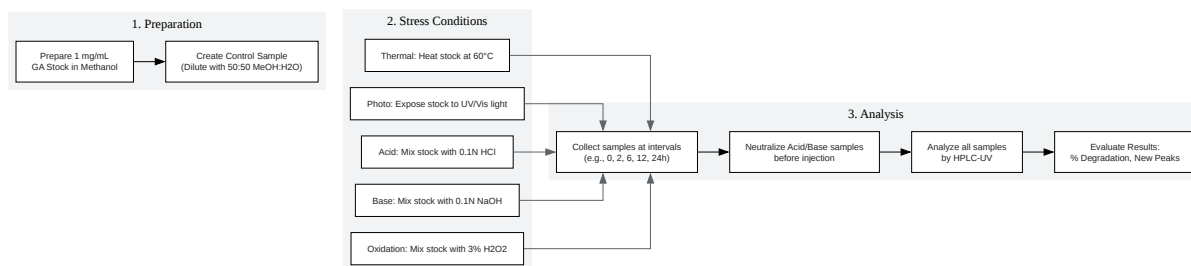 1. Preparation
Prepare 1 mg/mL
GA Stock in Methanol
Create Control Sample
(Dilute with 50:50 MeOH:H2O)
2. Stress Conditions
Thermal: Heat stock at 60°C
Photo: Expose stock to UV/Vis light
Acid: Mix stock with 0.1N HCl
Base: Mix stock with 0.1N NaOH
Oxidation: Mix stock with 3% H2O2
3. Analysis
Collect samples at intervals
(e.g., 0, 2, 6, 12, 24h)
Neutralize Acid/Base samples
before injection
Analyze all samples
by HPLC-UV
Evaluate Results:
% Degradation, New Peaks